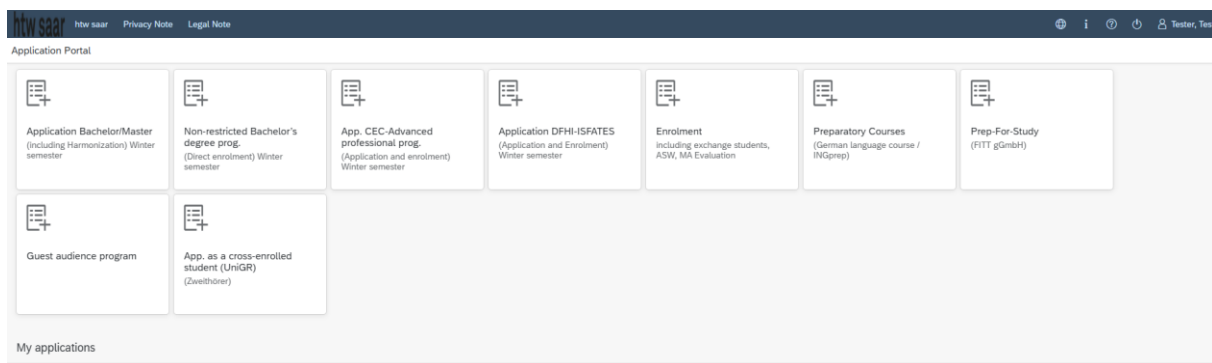 htw saar htw saar Privacy Note Legal Note Tester, Tes
Application Portal
Application Bachelor/Master
(including Harmonization) Winter
semester
Non-restricted Bachelor's
degree prog.
(Direct enrolment) Winter
semester
App. CEC-Advanced
professional prog.
(Application and enrolment)
Winter semester
Application DFHI-ISFATES
(Application and Enrolment)
Winter semester
Enrolment
including exchange students,
ASW, MA Evaluation
Preparatory Courses
(German language course /
INGprep)
Prep-For-Study
(FITT gGmbH)
Guest audience program
App. as a cross-enrolled
student (UniGR)
(Zweithörer)
My applications